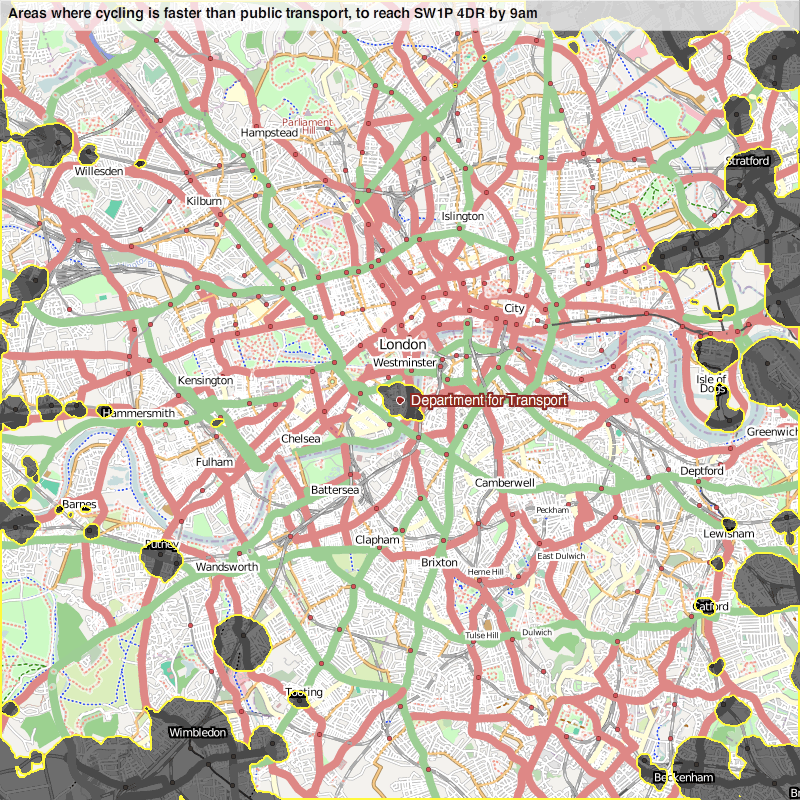 Areas where cycling is faster than public transport, to reach SW1P 4DR by 9am
Parliament
Hill
Hampstead
Stratford
Willesden
Kilburn
Islington
City
London
Westminster
Kensington
Isle of
Dogs
Department for Transport
Hammersmith
Greenwich
Chelsea
Fulham
Deptford
Battersea
Camberwell
Barnes
Peckham
Lewisham
Clapham
Putney
East Dulwich
Brixton
Wandsworth
Herne Hill
Catford
Tulse Hill
Dulwich
Tooting
Wimbledon
Beckenham
Br